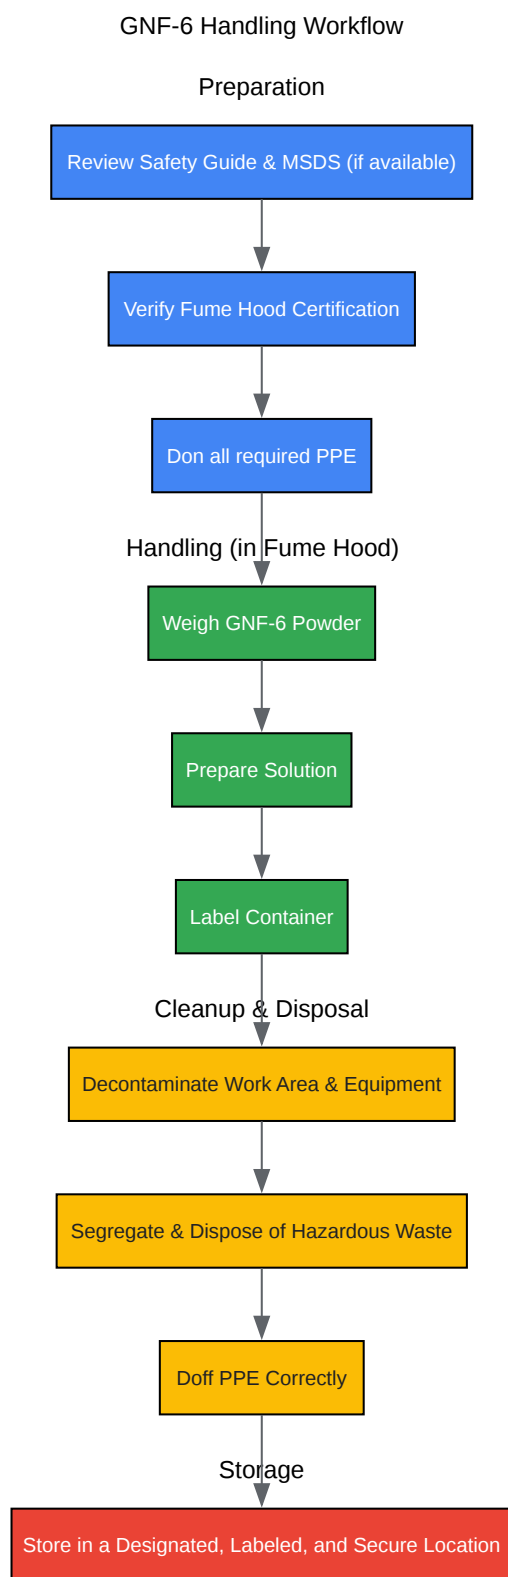 GNF-6 Handling Workflow
Preparation
Review Safety Guide & MSDS (if available)
Verify Fume Hood Certification
Don all required PPE
Handling (in Fume Hood)
Weigh GNF-6 Powder
Prepare Solution
Label Container
Cleanup & Disposal
Decontaminate Work Area & Equipment
Segregate & Dispose of Hazardous Waste
Doff PPE Correctly
Storage
Store in a Designated, Labeled, and Secure Location